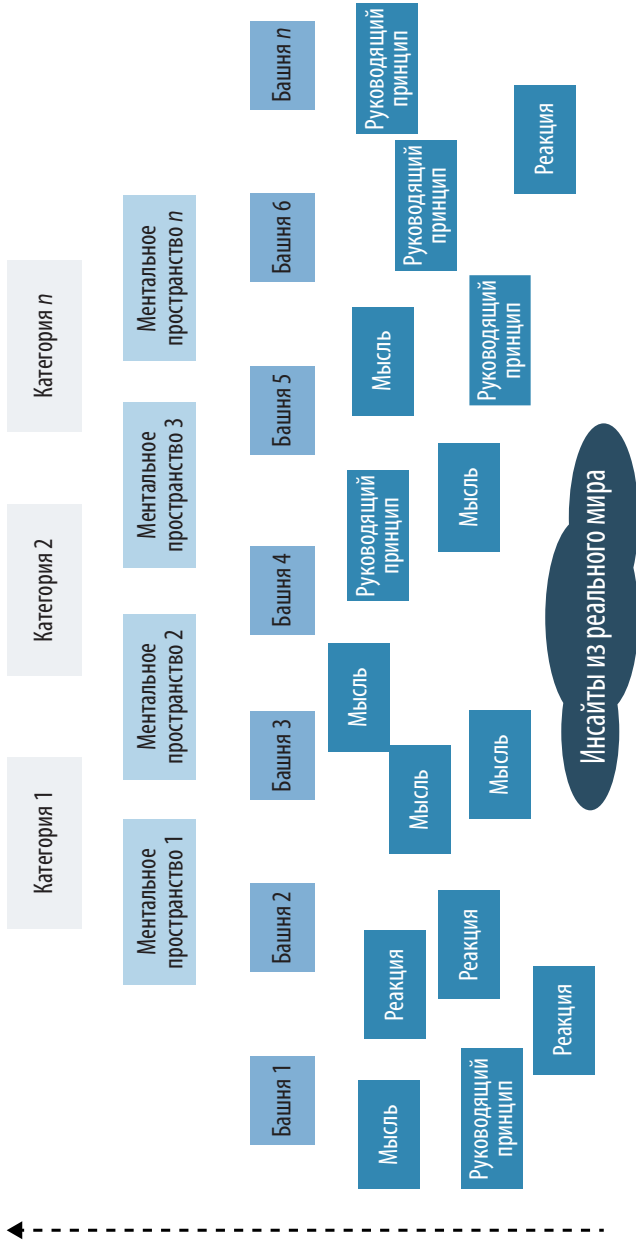 Категория 1
Категория 2
Категория n
Ментальное
пространство 1
Ментальное
пространство 2
Ментальное
пространство 3
Ментальное
пространство n
Башня 1
Башня 2
Башня 3
Башня 4
Башня 5
Башня 6
Башня n
Мысль
Реакция
Мысль
Мысль
Руководящий
принцип
Мысль
Руководящий
принцип
Руководящий
принцип
Руководящий
принцип
Реакция
Мысль
Мысль
Руководящий
принцип
Реакция
Реакция
Инсайты из реального мира